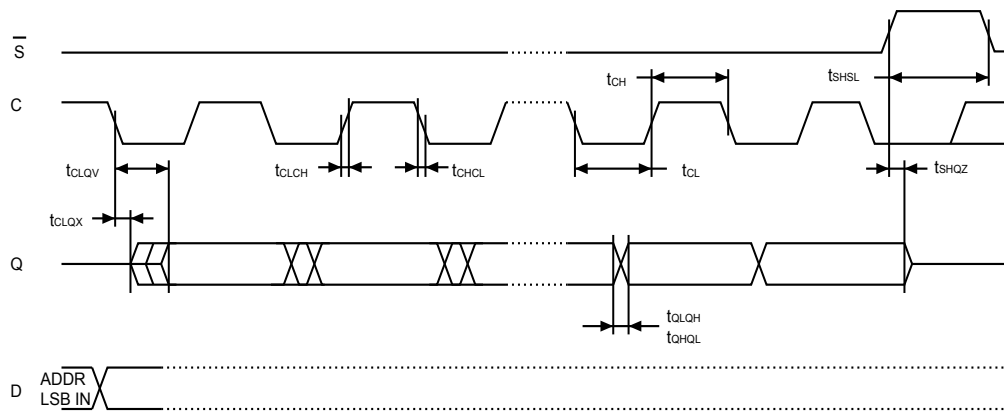 S
tCH
tSHSL
C
tCLQV
tCLCH
tCHCL
tCL
tSHQZ
tCLQX
Q
tQLQH
tQHQL
D
ADDR
LSB IN